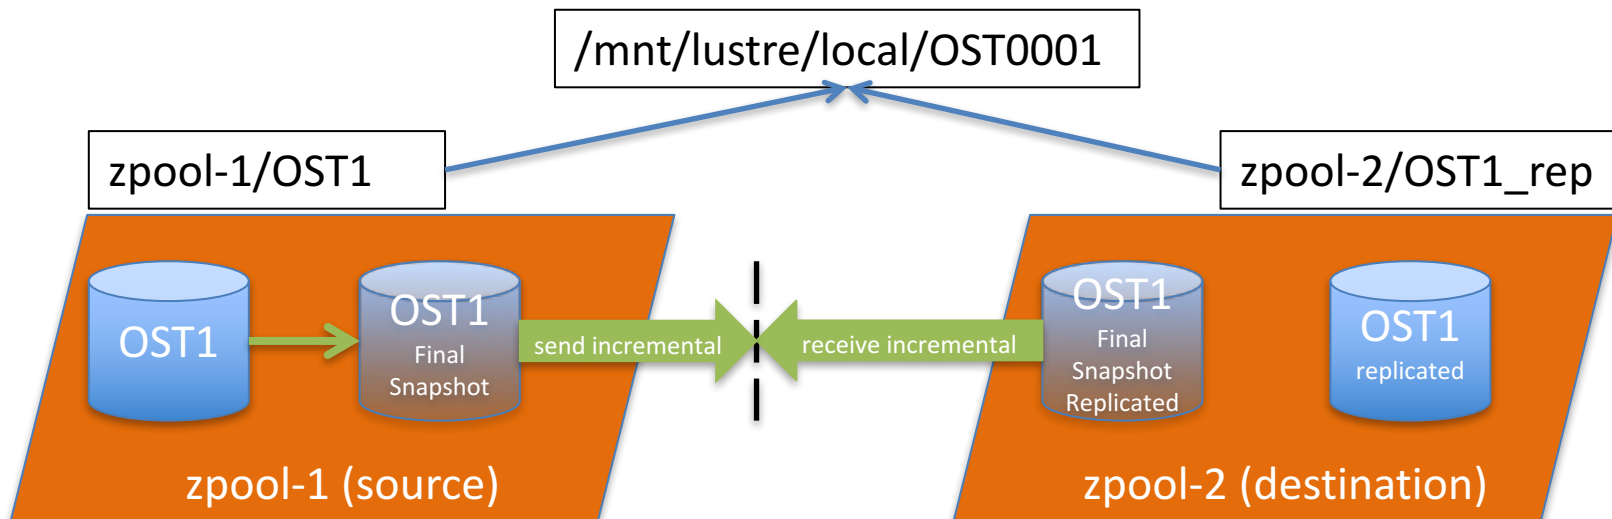 /mnt/lustre/local/OST0001
zpool-1/OST1
zpool-2/OST1_rep
OST1
OST1
Final
Snapshot
send incremental
receive incremental
OST1
Final
Snapshot
Replicated
OST1
replicated
zpool-1 (source)
zpool-2 (destination)